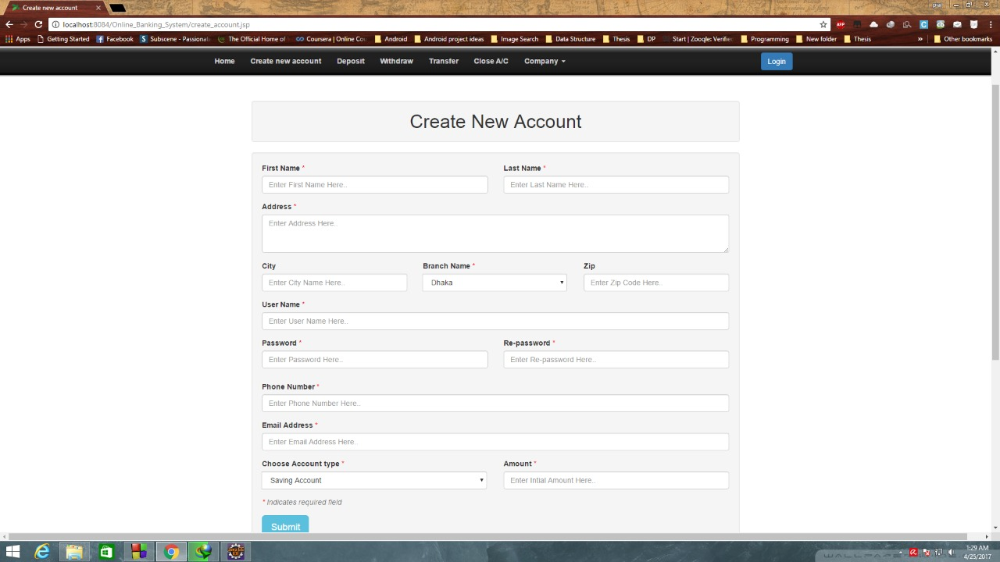 Create new account
localhost:8084/Online_Banking_System/create_account.jsp
Apps Getting Started Facebook Subscene - Passionat The Official Home of Coursera | Online Cou Android Android project ideas Image Search Data Structure Thesis DP Start | Zooqle: Verifie Programming New folder Thesis » Other bookmarks
Home Create new account Deposit Withdraw Transfer Close A/C Company Login
Create New Account
First Name * Last Name *
Enter First Name Here.. Enter Last Name Here..
Address *
Enter Address Here..
City Branch Name * Zip
Enter City Name Here.. Dhaka Enter Zip Code Here..
User Name *
Enter User Name Here..
Password * Re-password *
Enter Password Here.. Enter Re-password Here..
Phone Number *
Enter Phone Number Here..
Email Address *
Enter Email Address Here..
Choose Account type * Amount *
Saving Account Enter Intial Amount Here..
* Indicates required field
Submit
1:29 AM
4/25/2017